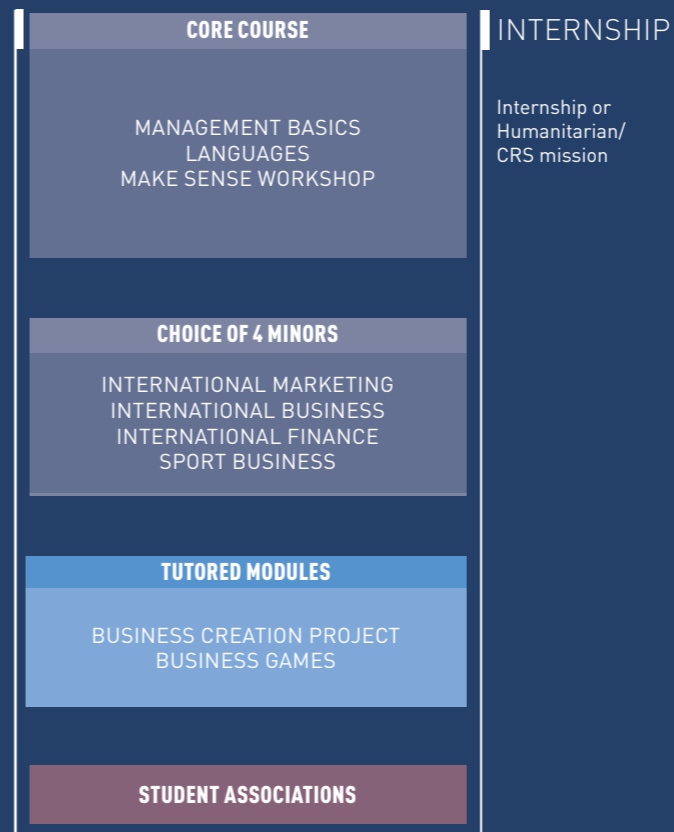 CORE COURSE
MANAGEMENT BASICS
LANGUAGES
MAKE SENSE WORKSHOP
CHOICE OF 4 MINORS
INTERNATIONAL MARKETING
INTERNATIONAL BUSINESS
INTERNATIONAL FINANCE
SPORT BUSINESS
TUTORED MODULES
BUSINESS CREATION PROJECT
BUSINESS GAMES
STUDENT ASSOCIATIONS
INTERNSHIP
Internship or
Humanitarian/
CRS mission